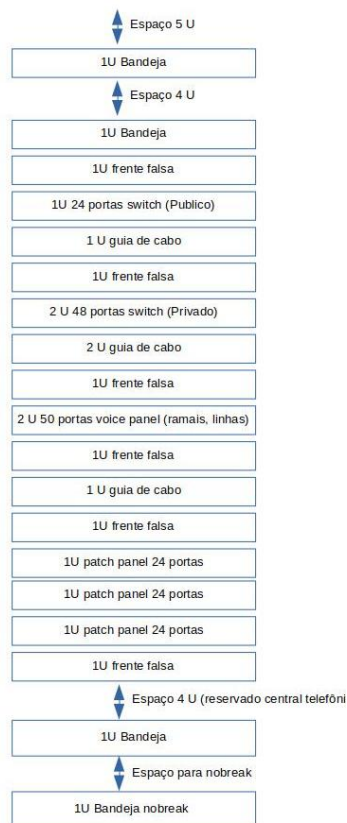 Espaço 5 U
1U Bandeja
Espaço 4 U
1U Bandeja
1U frente falsa
1U 24 portas switch (Publico)
1 U guia de cabo
1U frente falsa
2 U 48 portas switch (Privado)
2 U guia de cabo
1U frente falsa
2 U 50 portas voice panel (ramais, linhas)
1U frente falsa
1 U guia de cabo
1U frente falsa
1U patch panel 24 portas
1U patch panel 24 portas
1U patch panel 24 portas
1U frente falsa
Espaço 4 U (reservado central telefôni
1U Bandeja
Espaço para nobreak
1U Bandeja nobreak